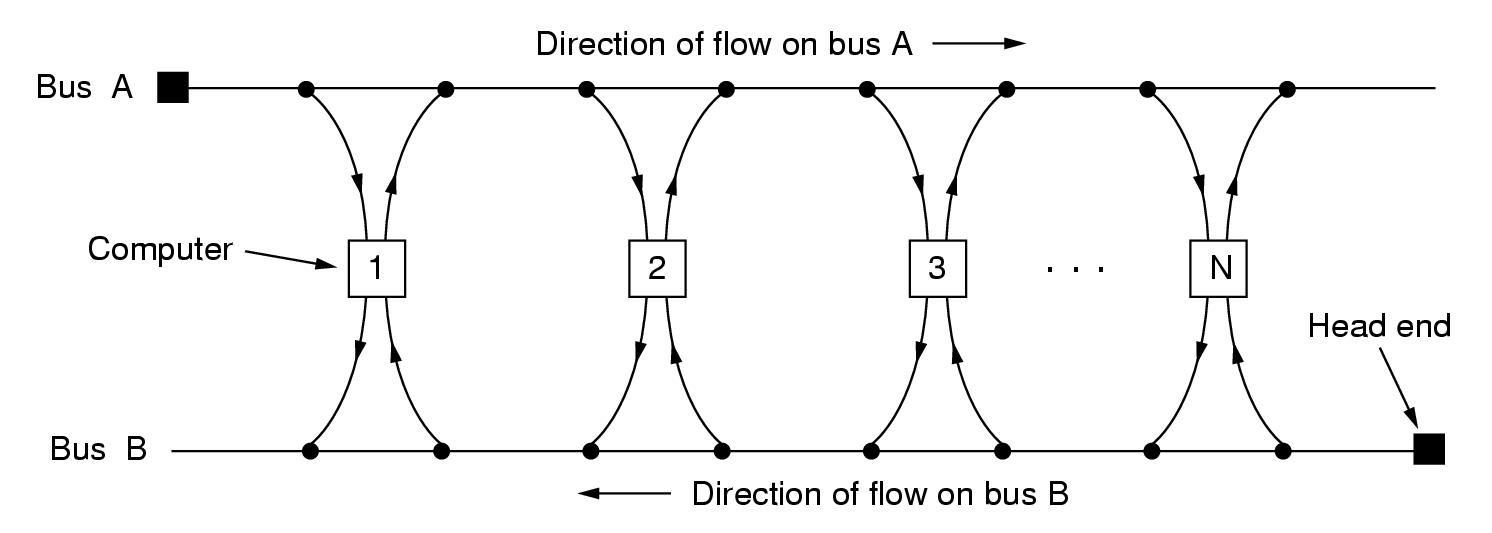 Direction of flow on bus A
Bus A
Computer
1
2
3
. . .
N
Head end
Bus B
Direction of flow on bus B